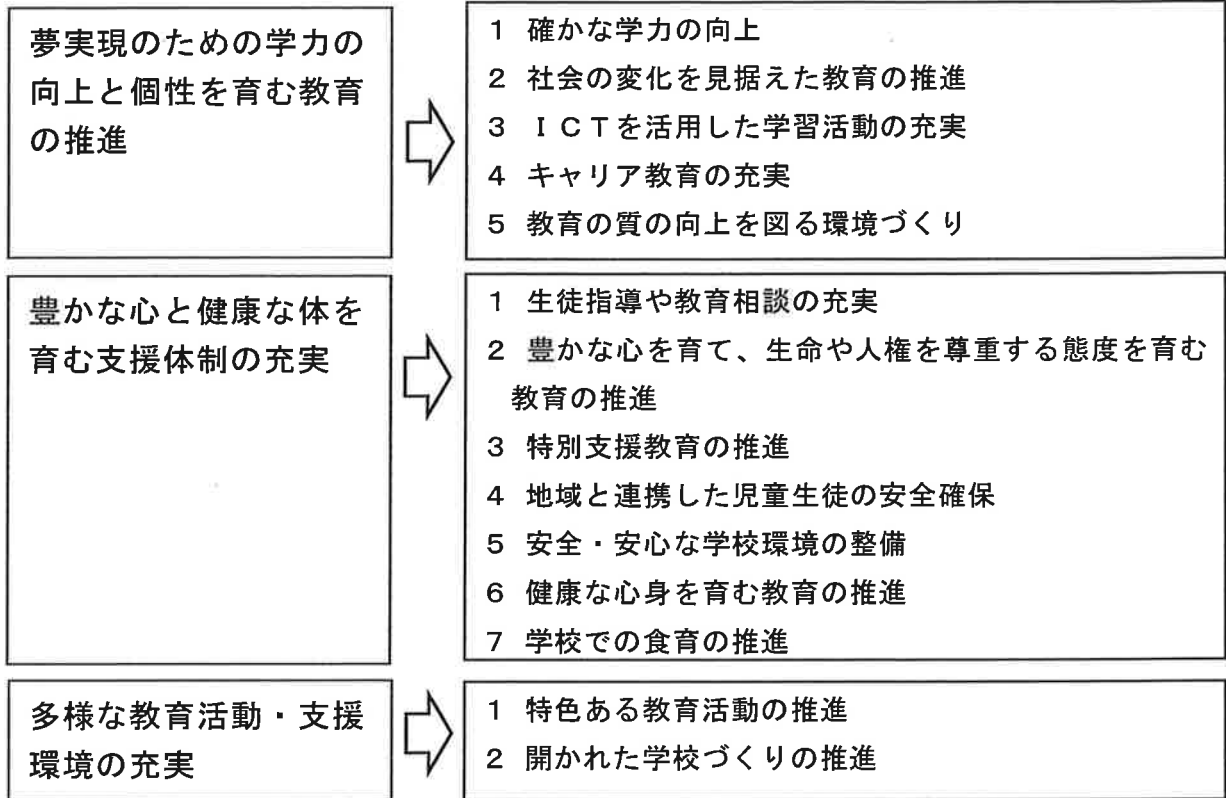 夢実現のための学力の
向上と個性を育む教育
の推進
1 確かな学力の向上
2 社会の変化を見据えた教育の推進
3 ICTを活用した学習活動の充実
4 キャリア教育の充実
5 教育の質の向上を図る環境づくり
豊かな心と健康な体を
育む支援体制の充実
1 生徒指導や教育相談の充実
2 豊かな心を育て、生命や人権を尊重する態度を育む
教育の推進
3 特別支援教育の推進
4 地域と連携した児童生徒の安全確保
5 安全・安心な学校環境の整備
6 健康な心身を育む教育の推進
7 学校での食育の推進
多様な教育活動・支援
環境の充実
1 特色ある教育活動の推進
2 開かれた学校づくりの推進